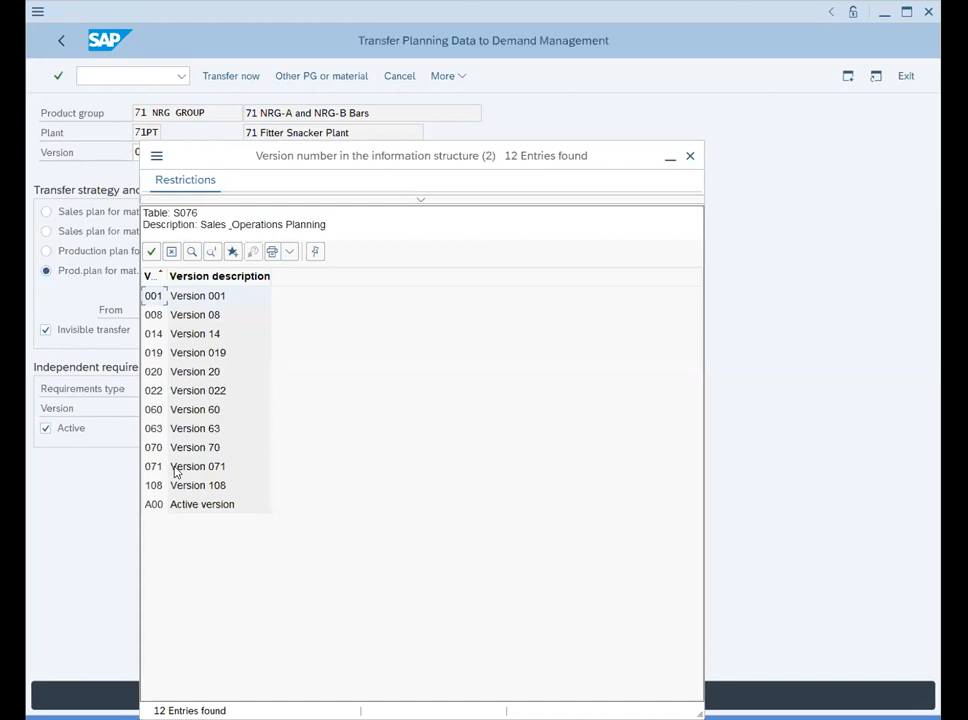 SAP
Transfer Planning Data to Demand Management
Transfer now Other PG or material Cancel More Exit
Product group 71 NRG GROUP 71 NRG-A and NRG-B Bars
Plant 71PT 71 Fitter Snacker Plant
Version 0
Version number in the information structure (2) 12 Entries found
Restrictions
Table: S076
Description: Sales _Operations Planning
Transfer strategy and
Sales plan for mat
Sales plan for mat
Production plan fo
Prod.plan for mat.
From
Invisible transfer
Independent require
Requirements type
Version
Active
V... Version description
001 Version 001
008 Version 08
014 Version 14
019 Version 019
020 Version 20
022 Version 022
060 Version 60
063 Version 63
070 Version 70
071 Version 071
108 Version 108
A00 Active version
12 Entries found